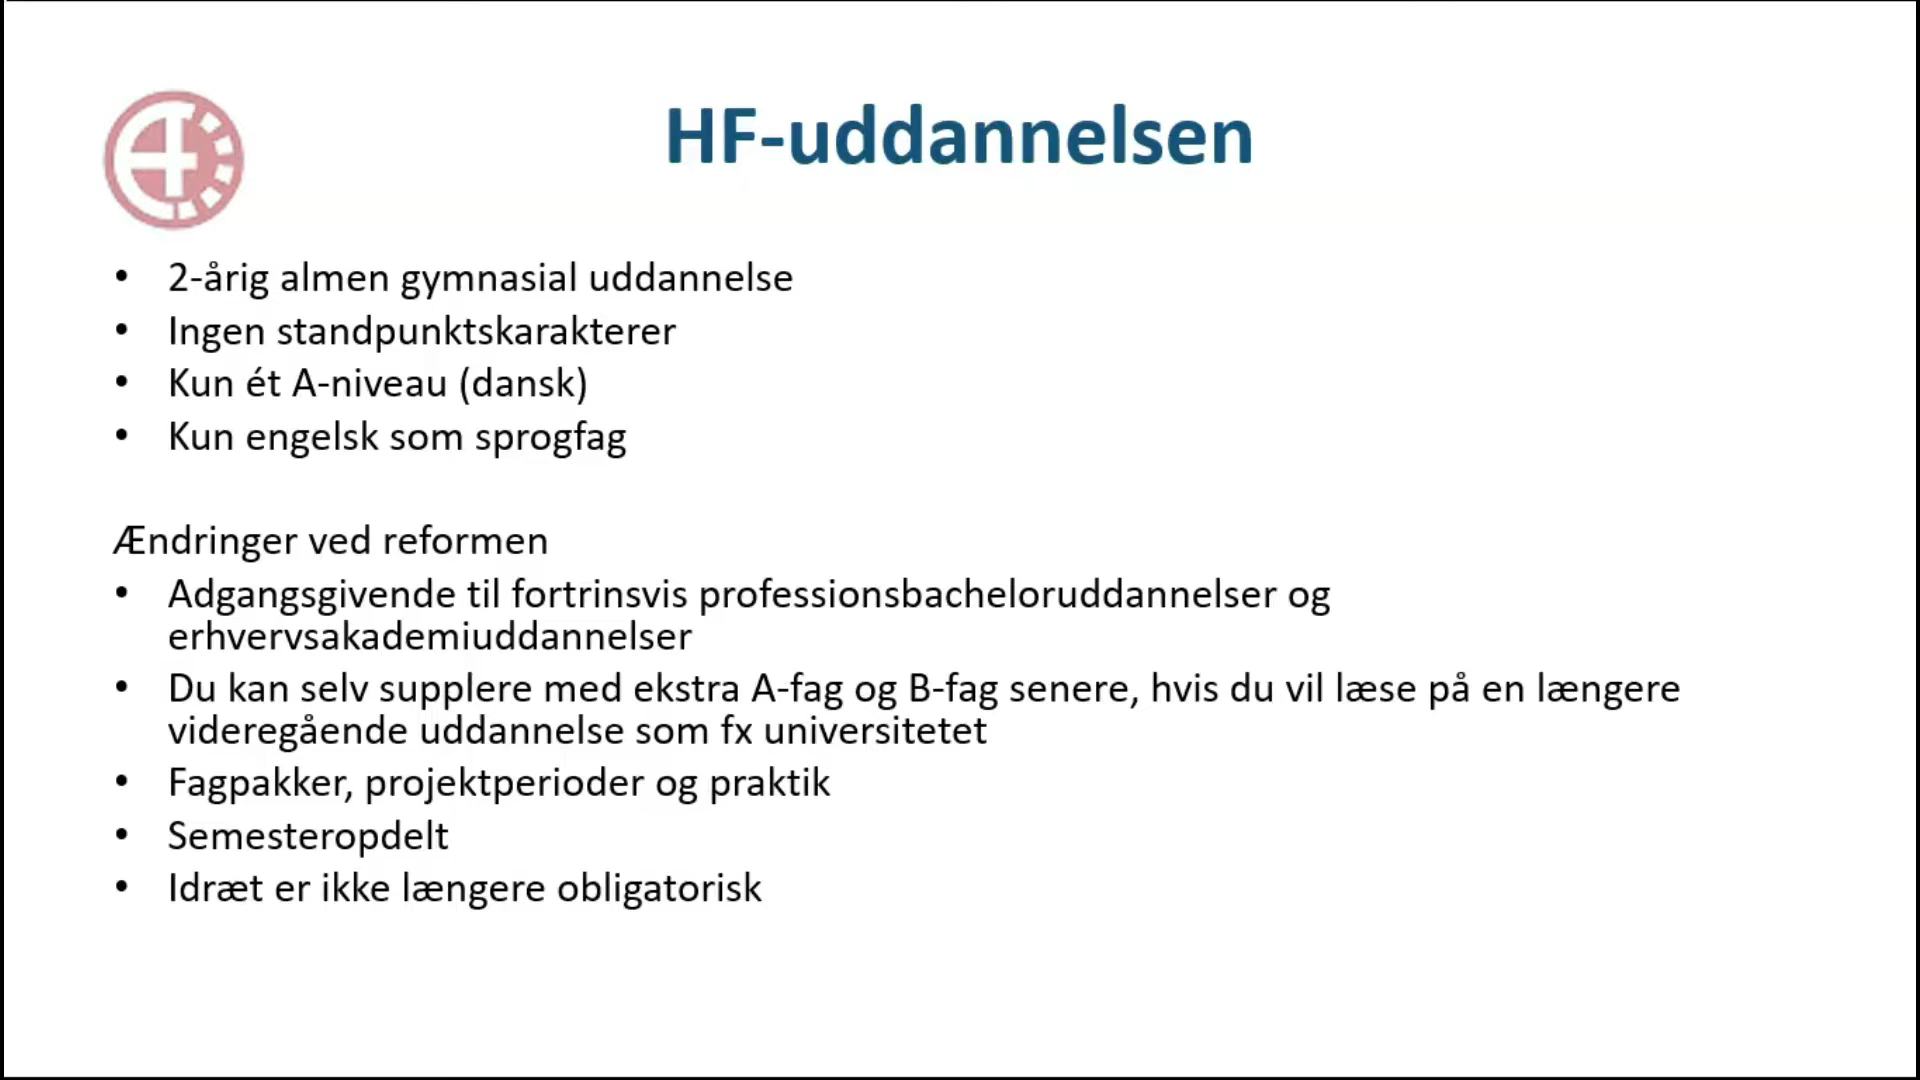 HF-uddannelsen
• 2-årig almen gymnasial uddannelse
• Ingen standpunktskarakterer
• Kun ét A-niveau (dansk)
• Kun engelsk som sprogfag
Ændringer ved reformen
• Adgangsgivende til fortrinsvis professionsbacheloruddannelser og
erhvervsakademiuddannelser
• Du kan selv supplere med ekstra A-fag og B-fag senere, hvis du vil læse på en længere
videregående uddannelse som fx universitetet
• Fagpakker, projektperioder og praktik
• Semesteropdelt
• Idræt er ikke længere obligatorisk